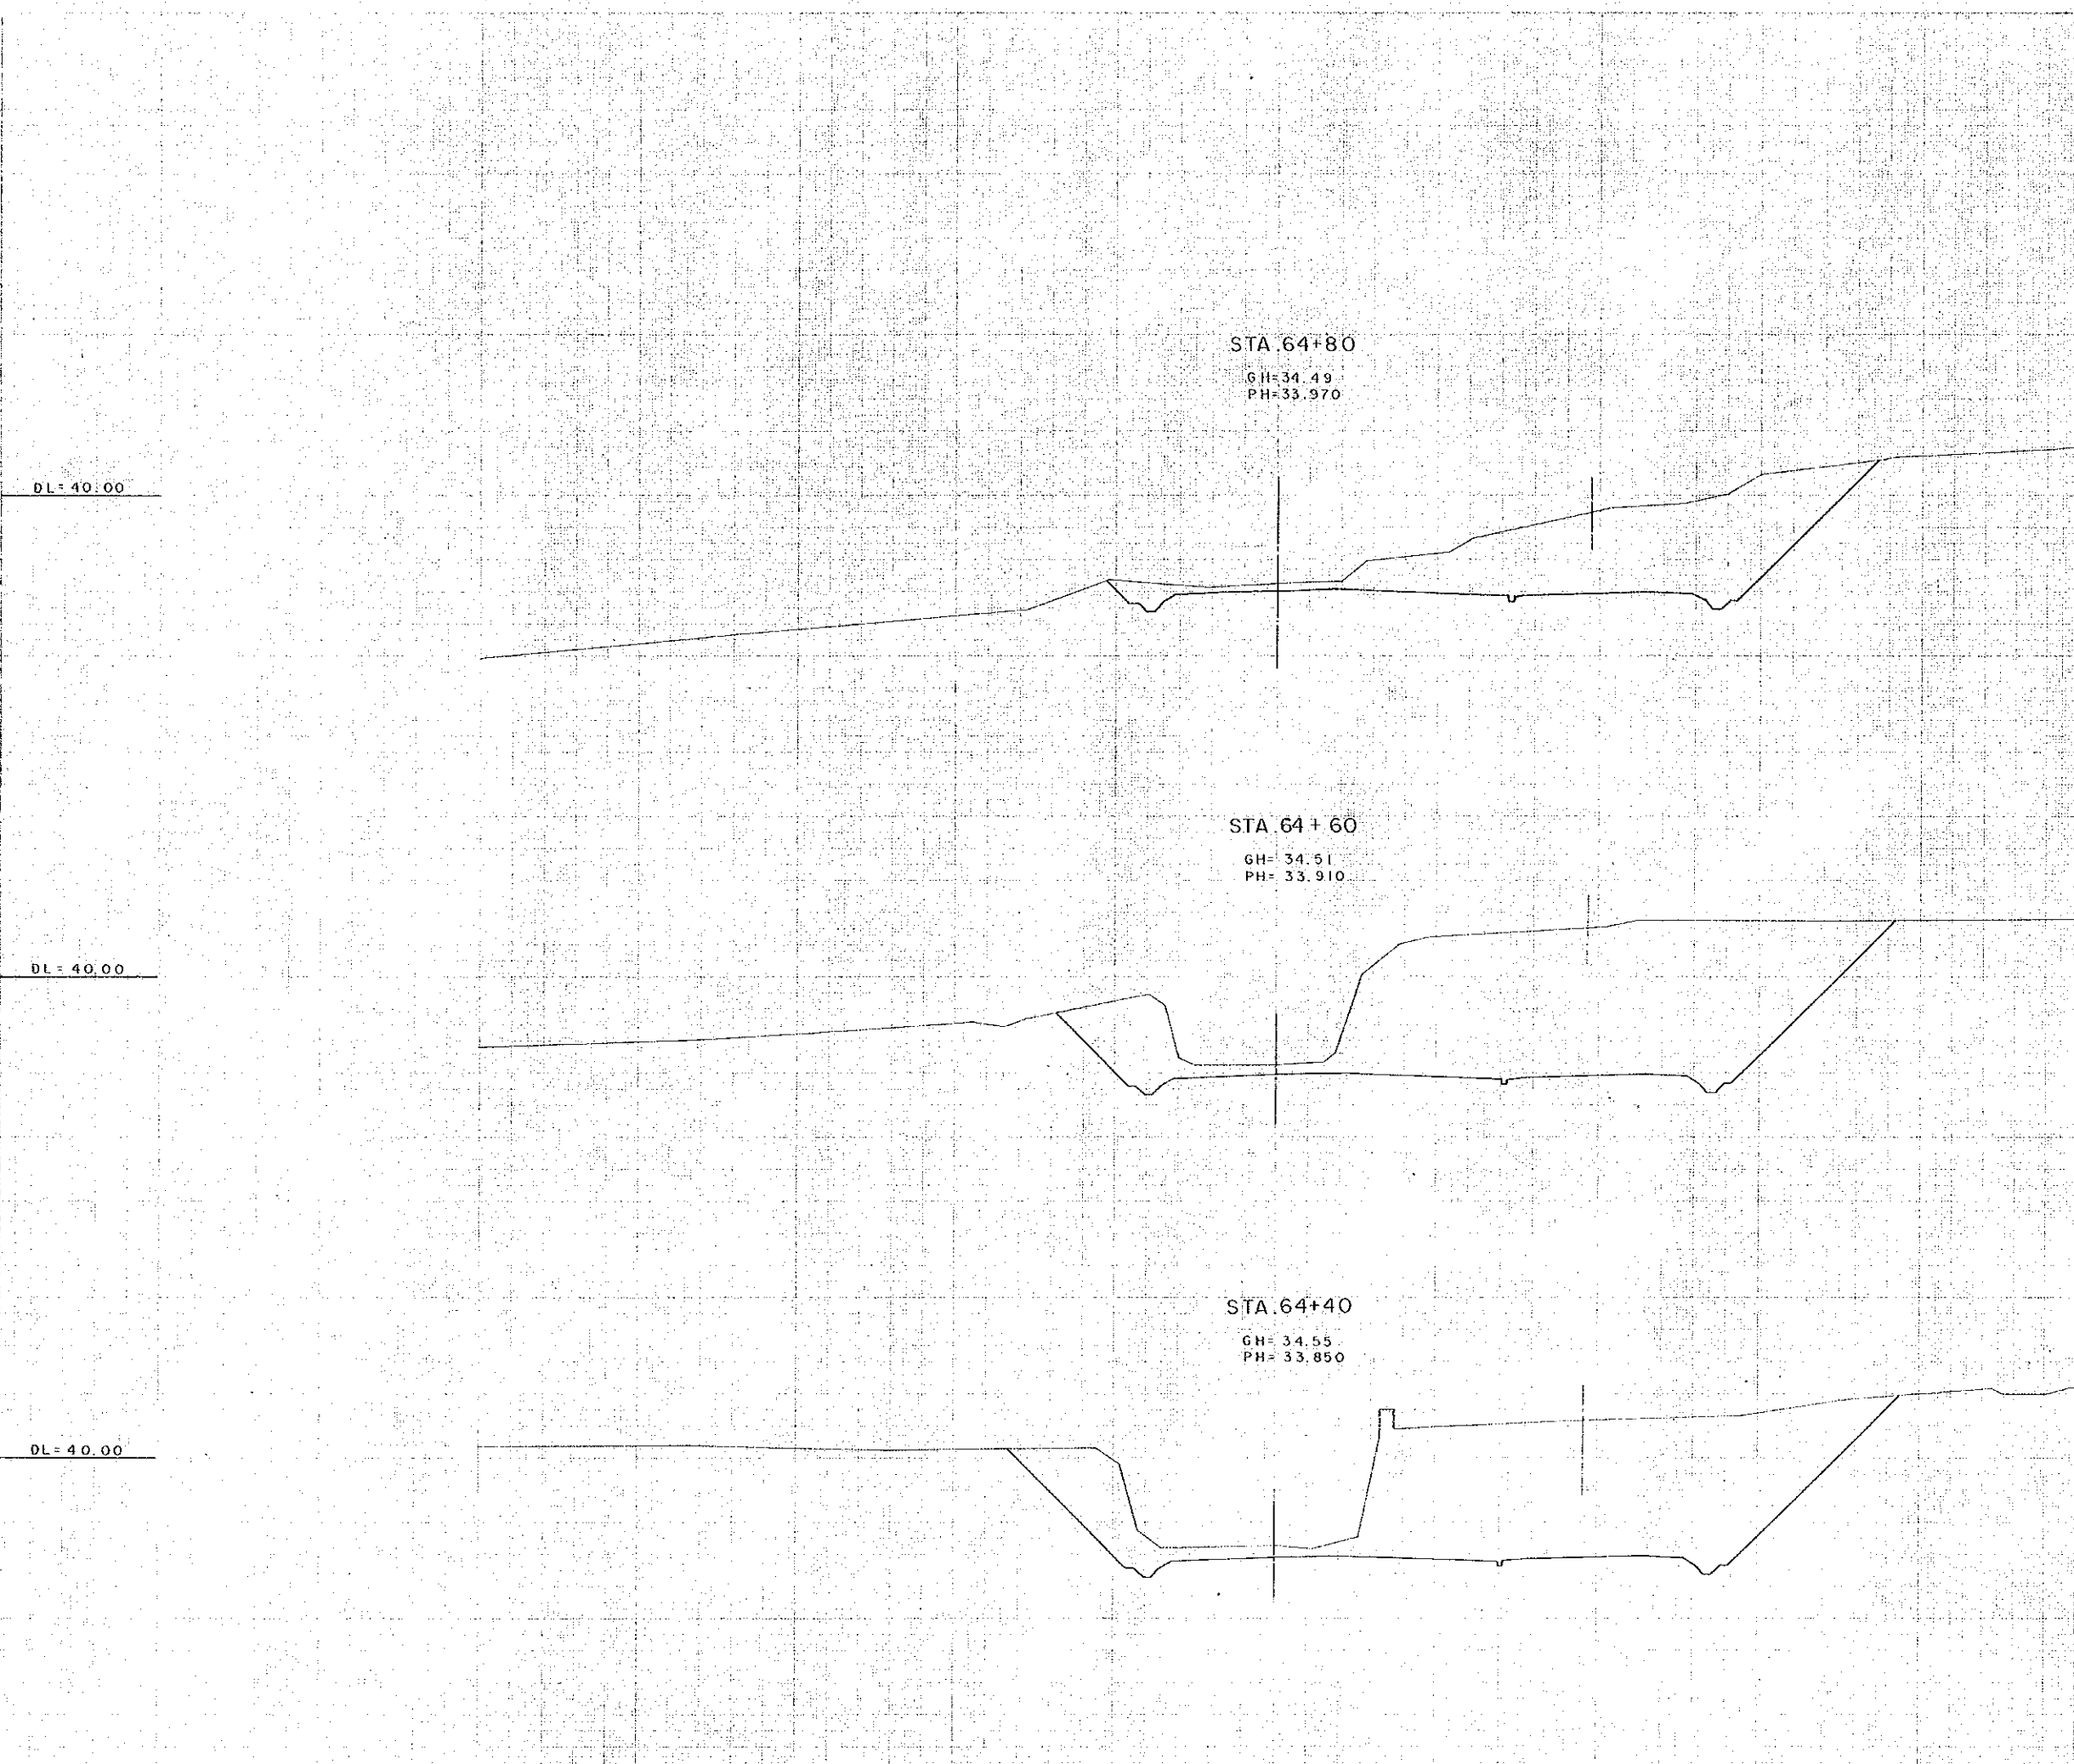 STA.64+80
GH=34.49
PH=33.970
DL=40.00
STA.64+60
GH=34.51
PH=33.910
DL=40.00
STA.64+40
GH=34.55
PH=33.850
DL=40.00